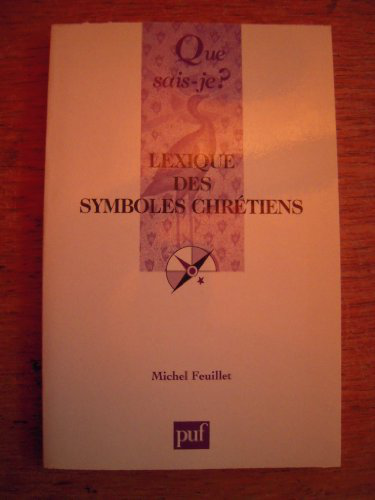 Que
sais-je?
LEXIQUE
DES
SYMBOLES CHRÉTIENS
Michel Feuillet
puf